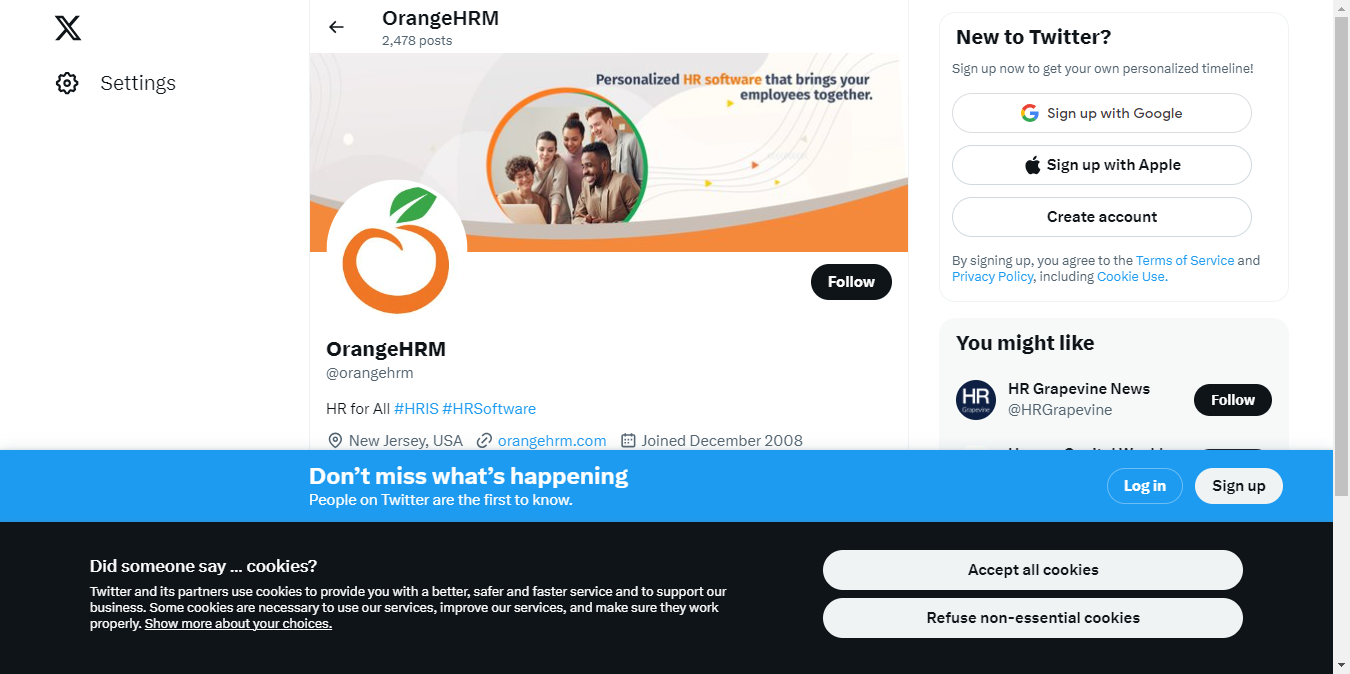 Settings
OrangeHRM
2,478 posts
Personalized HR software that brings your
employees together.
Follow
OrangeHRM
@orangehrm
HR for All #HRIS #HRSoftware
New Jersey, USA orangehrm.com Joined December 2008
New to Twitter?
Sign up now to get your own personalized timeline!
Sign up with Google
Sign up with Apple
Create account
By signing up, you agree to the Terms of Service and
Privacy Policy, including Cookie Use.
You might like
HR
Grapevine
HR Grapevine News
@HRGrapevine
Follow
Don’t miss what’s happening
People on Twitter are the first to know.
Log in
Sign up
Did someone say … cookies?
Twitter and its partners use cookies to provide you with a better, safer and faster service and to support our
business. Some cookies are necessary to use our services, improve our services, and make sure they work
properly. Show more about your choices.
Accept all cookies
Refuse non-essential cookies